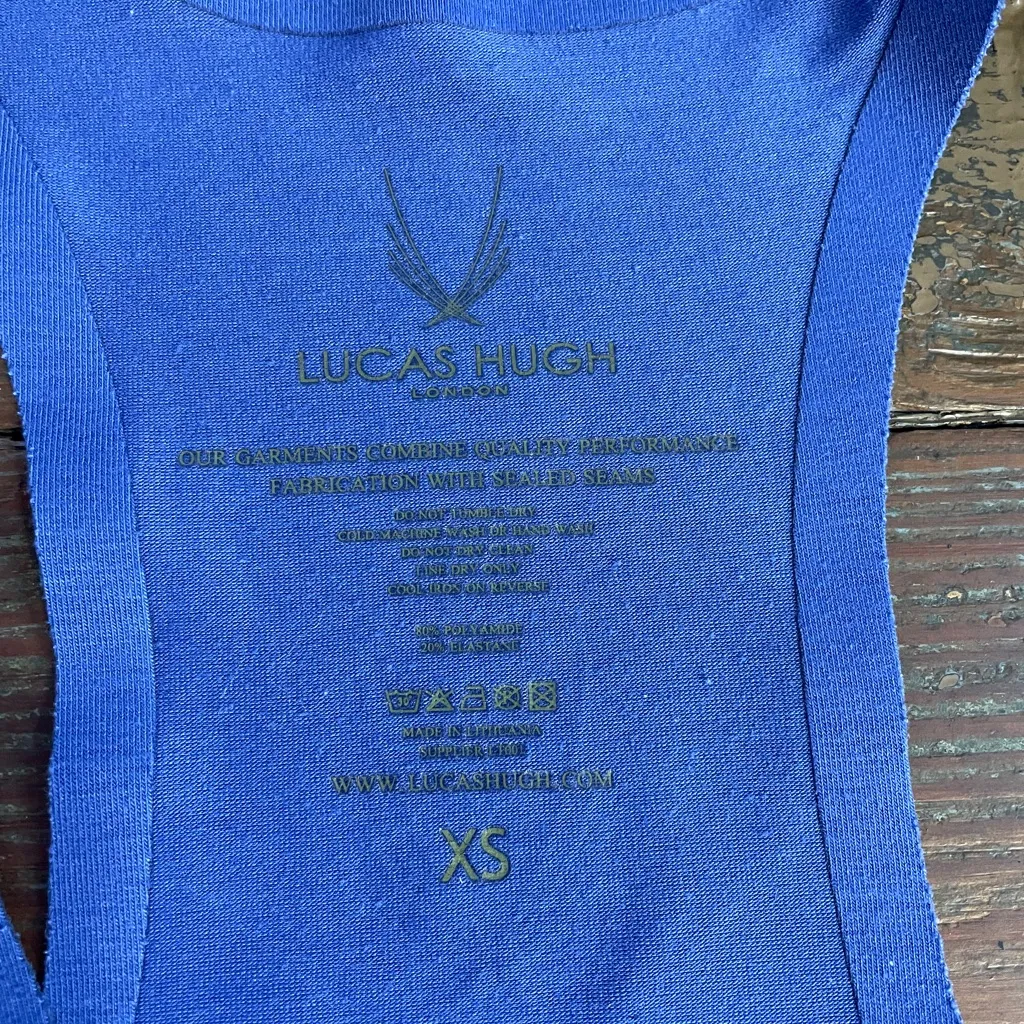 LUCAS HUGH
LONDON
OUR GARMENTS COMBINE QUALITY PERFORMANCE
FABRICATION WITH SEALED SEAMS
DO NOT TUMBLE DRY
COLD MACHINE WASH OR HAND WASH
DO NOT DRY CLEAN
LINE DRY ONLY
COOL IRON ON REVERSE
80% POLYAMIDE
20% ELASTANE
30
MADE IN LITHUANIA
SUPPLIER
WWW.LUCASHUGH.COM
XS